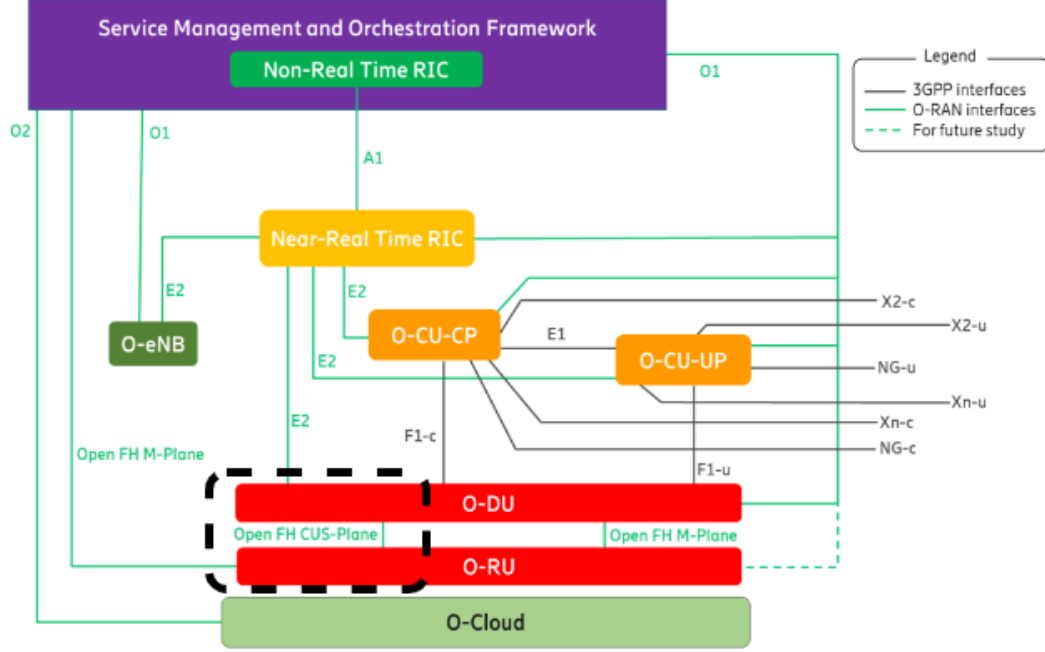 Service Management and Orchestration Framework
Non-Real Time RIC
O1
Legend
3GPP interfaces
O-RAN interfaces
For future study
O2
O1
A1
Near-Real Time RIC
E2
E2
O-eNB
O-CU-CP
E1
O-CU-UP
X2-c
X2-u
E2
NG-u
Xn-u
E2
F1-c
Xn-c
NG-c
Open FH M-Plane
F1-u
O-DU
Open FH CUS-Plane
Open FH M-Plane
O-RU
O-Cloud